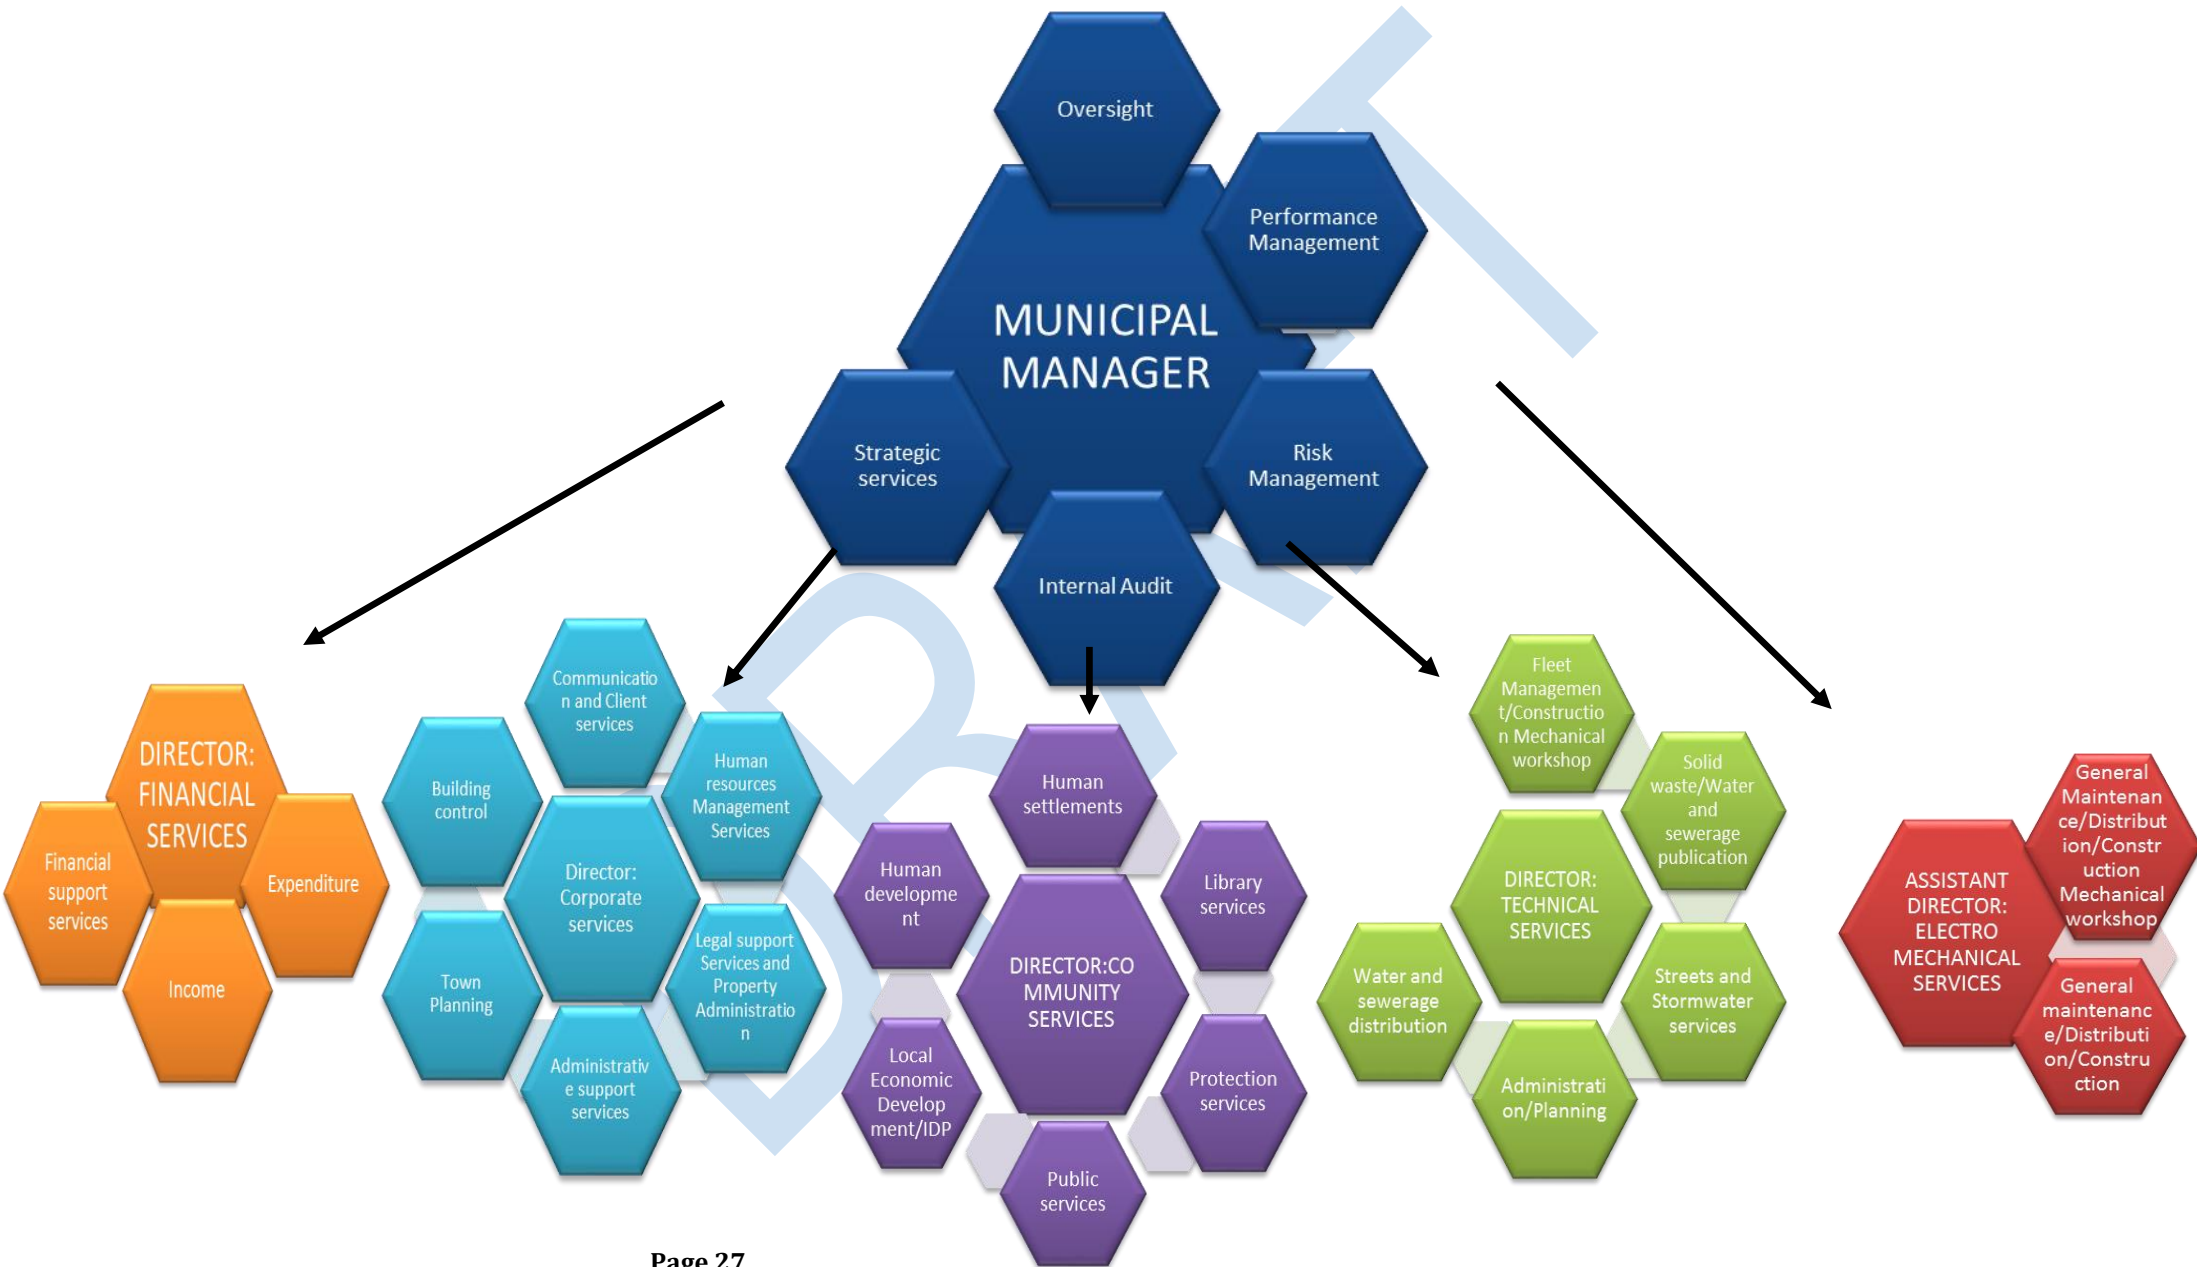 Oversight
Performance
Management
MUNICIPAL
MANAGER
Strategic
services
Risk
Management
Internal Audit
DRAFT
DIRECTOR:
FINANCIAL
SERVICES
Financial
support
services
Expenditure
Income
Communicatio
n and Client
services
Building
control
Human
resources
Management
Services
Director:
Corporate
services
Town
Planning
Legal support
Services and
Property
Administratio
n
Administrativ
e support
services
Human
settlements
Human
developme
nt
Library
services
DIRECTOR:CO
MMUNITY
SERVICES
Local
Economic
Develop
ment/IDP
Protection
services
Public
services
Fleet
Managemen
t/Constructio
n Mechanical
workshop
Solid
waste/Water
and
sewerage
publication
DIRECTOR:
TECHNICAL
SERVICES
Water and
sewerage
distribution
Streets and
Stormwater
services
Administrati
on/Planning
ASSISTANT
DIRECTOR:
ELECTRO
MECHANICAL
SERVICES
General
Maintenan
ce/Distribut
ion/Constr
uction
Mechanical
workshop
General
maintenanc
e/Distributi
on/Constru
ction
Page 27